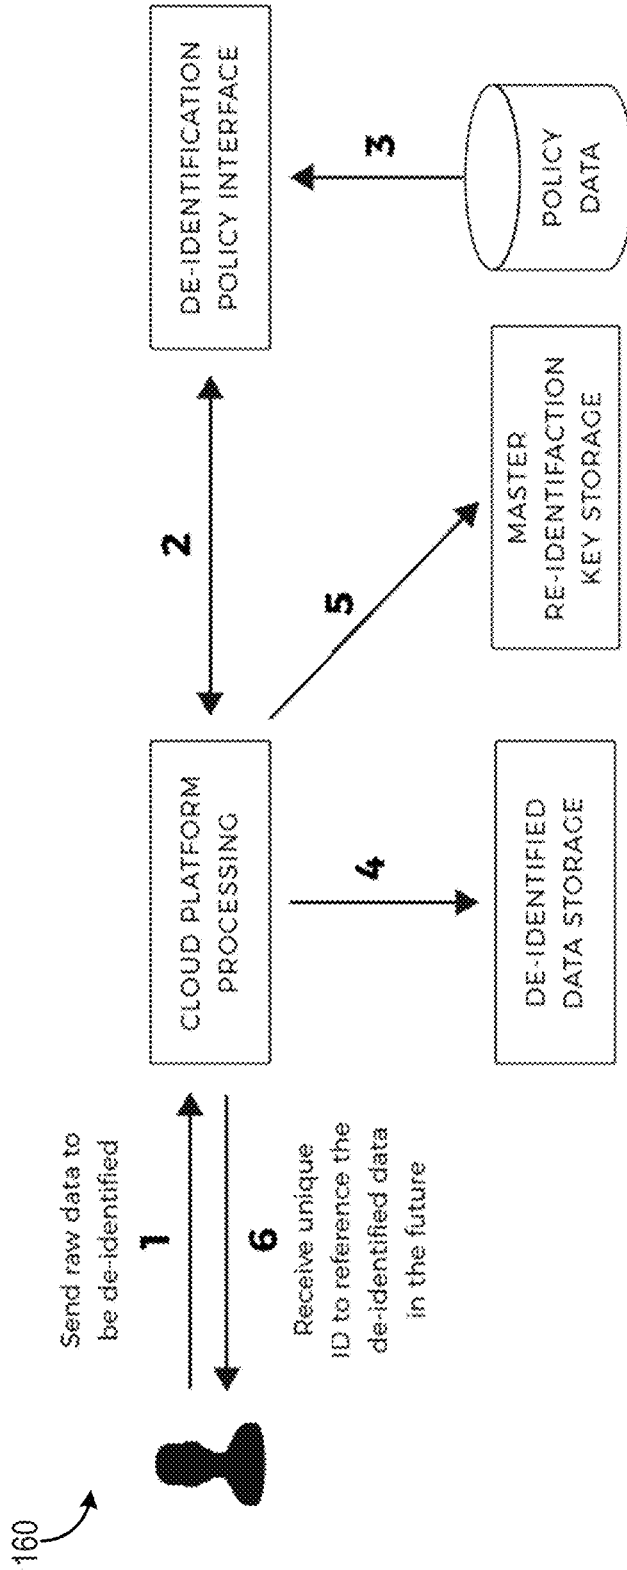 160
Send raw data to
be de-identified
1
6
Receive unique
ID to reference the
de-identified data
in the future
CLOUD PLATFORM
PROCESSING
2
DE-IDENTIFICATION
POLICY INTERFACE
3
POLICY
DATA
4
DE-IDENTIFIED
DATA STORAGE
5
MASTER
RE-IDENTIFACTION
KEY STORAGE